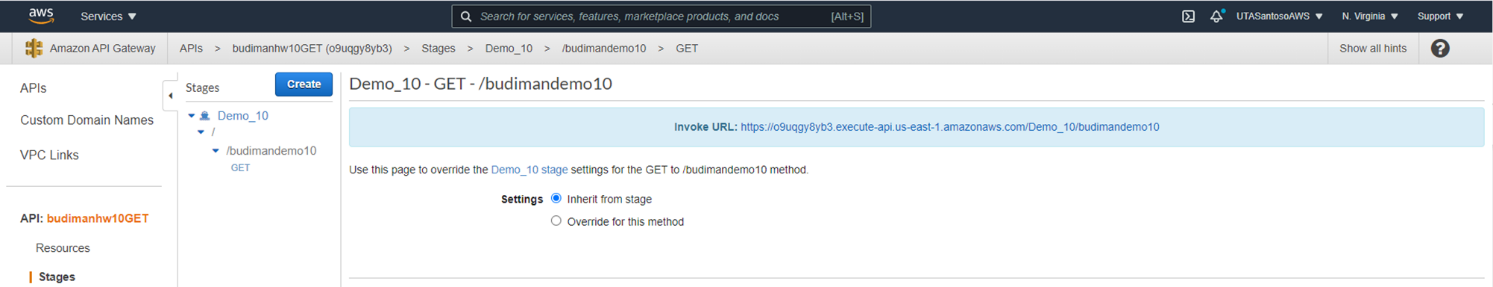 aws Services Search for services, features, marketplace products, and docs [Alt+S] UTASantosoAWS N. Virginia Support
Amazon API Gateway APIs > budimanhw10GET (o9uqgy8yb3) > Stages > Demo_10 > /budimandemo10 > GET Show all hints ?
APIs
Custom Domain Names
VPC Links
API: budimanhw10GET
Resources
Stages
Stages Create
Demo_10
/
/budimandemo10
GET
Demo_10 - GET - /budimandemo10
Invoke URL: https://o9uqgy8yb3.execute-api.us-east-1.amazonaws.com/Demo_10/budimandemo10
Use this page to override the Demo_10 stage settings for the GET to /budimandemo10 method.
Settings Inherit from stage
Override for this method